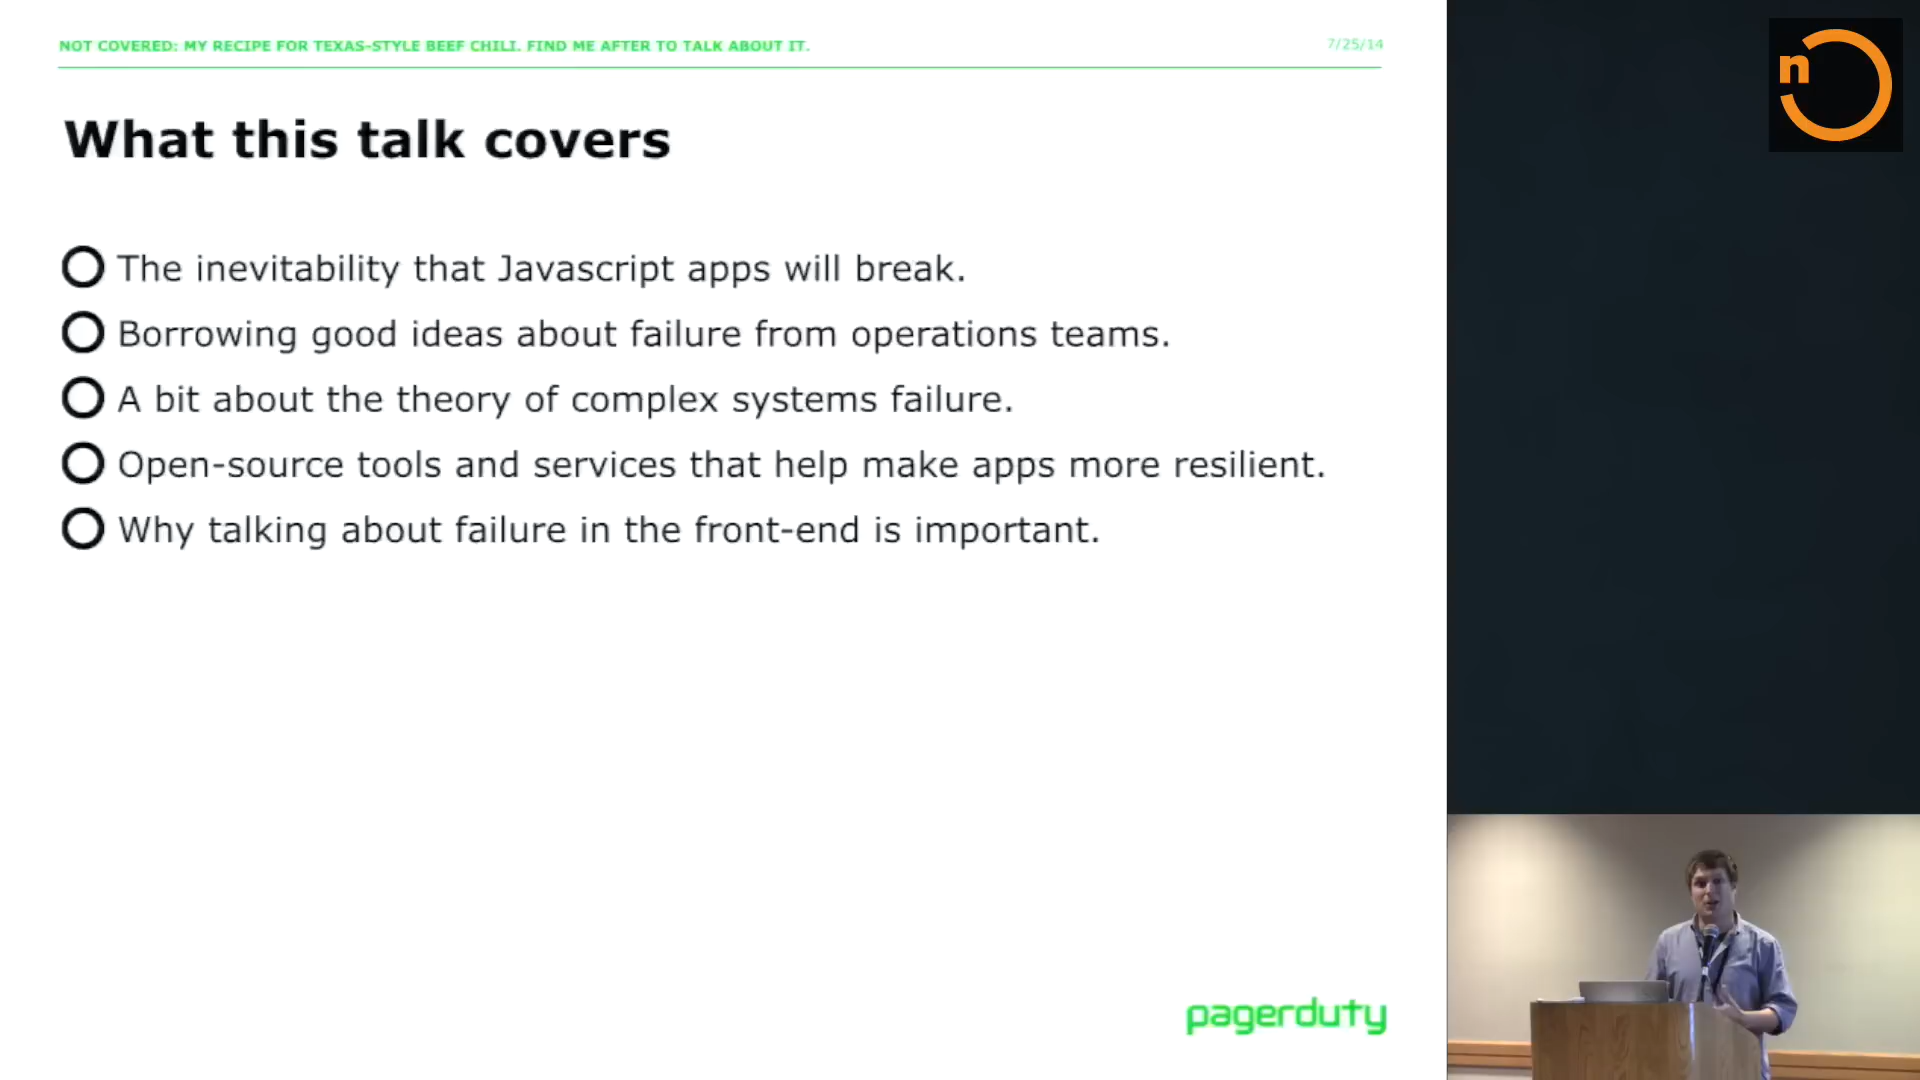 NOT COVERED: MY RECIPE FOR TEXAS-STYLE BEEF CHILI. FIND ME AFTER TO TALK ABOUT IT.
7/25/14
n
What this talk covers
The inevitability that Javascript apps will break.
Borrowing good ideas about failure from operations teams.
A bit about the theory of complex systems failure.
Open-source tools and services that help make apps more resilient.
Why talking about failure in the front-end is important.
pagerduty